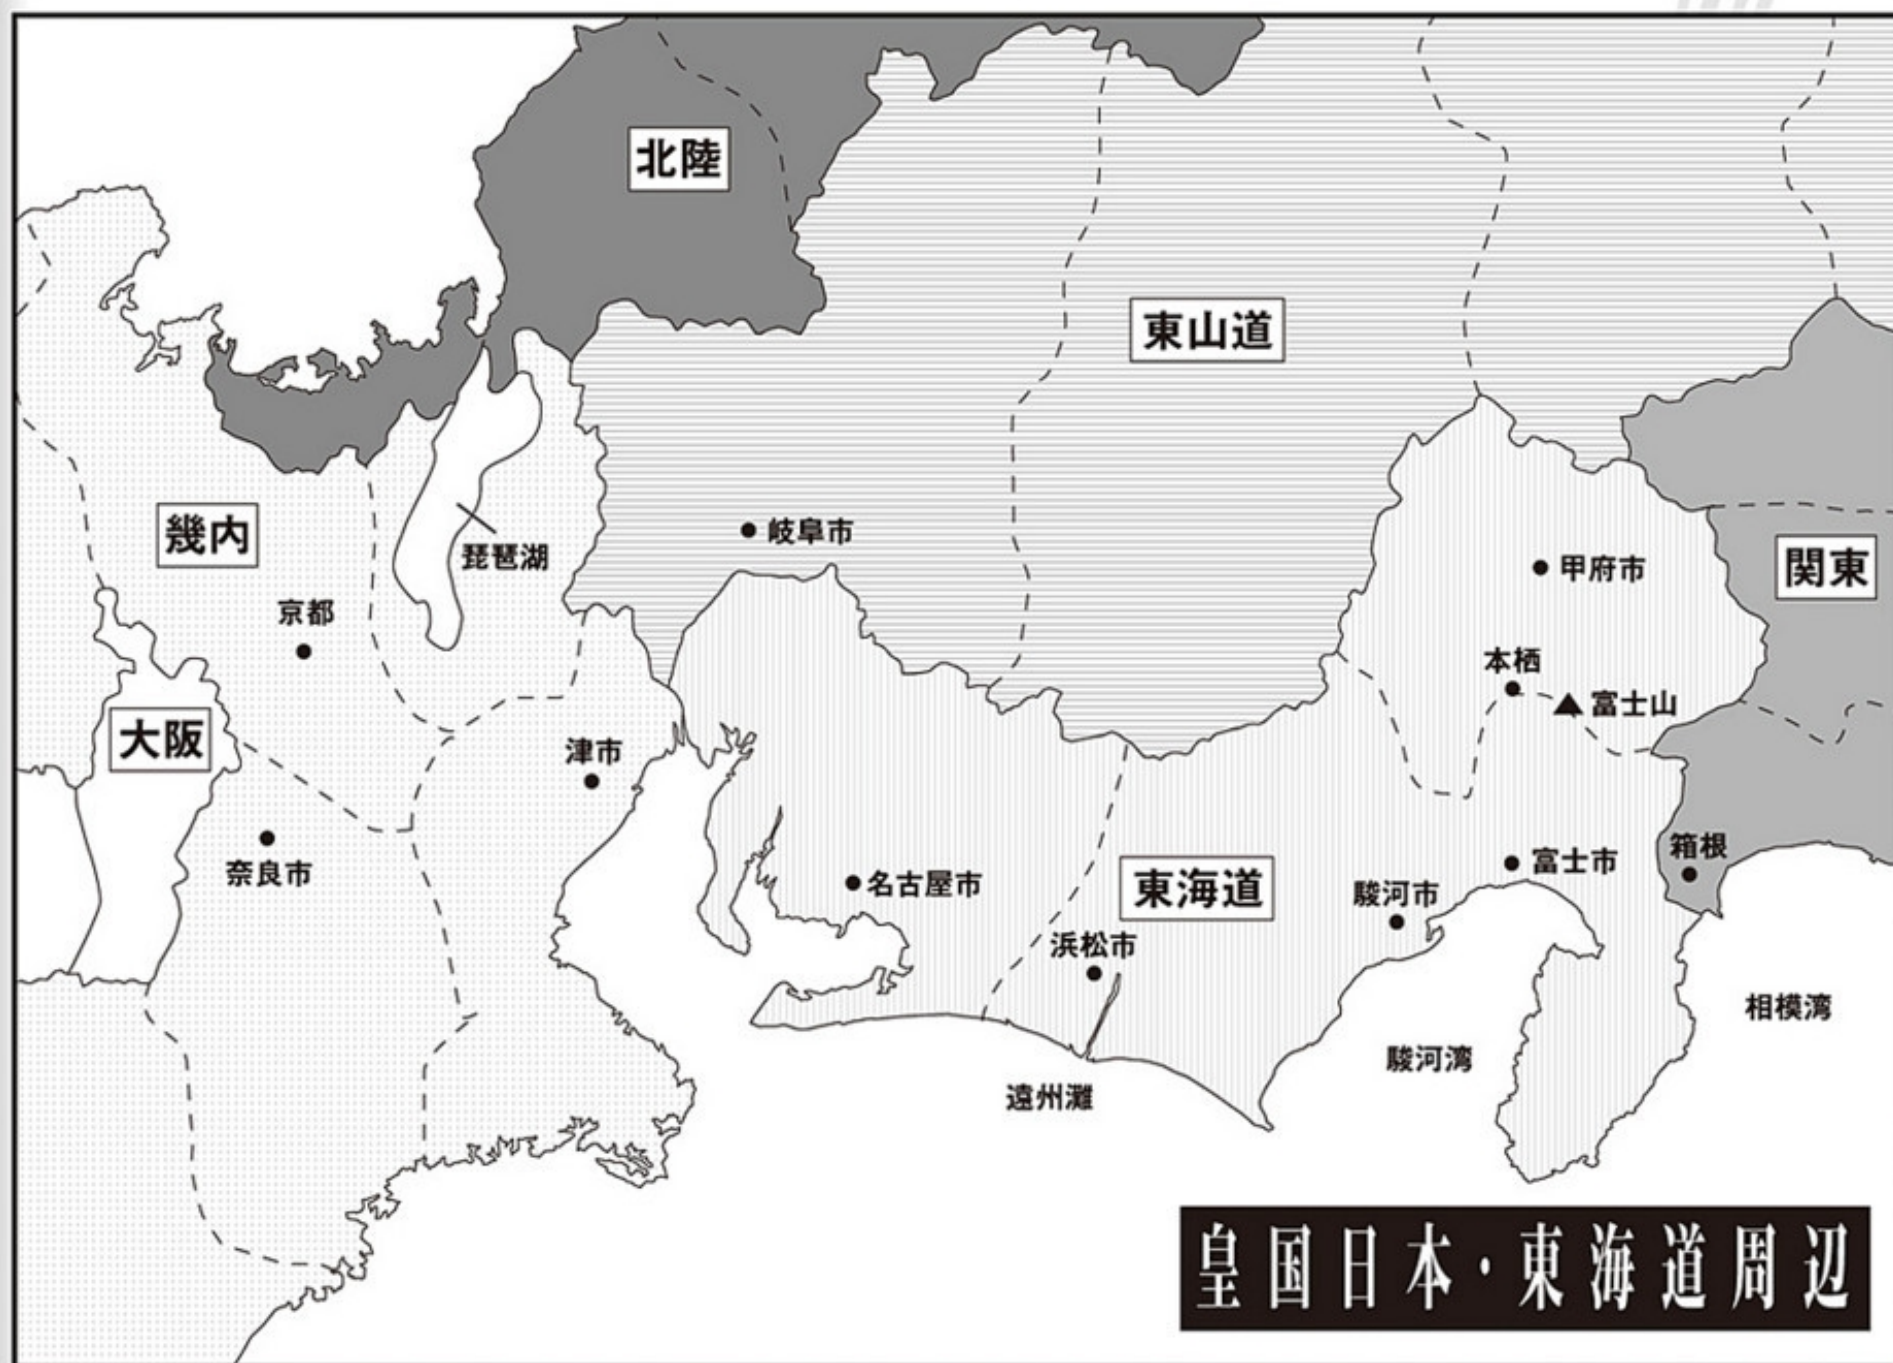 北陸
東山道
岐阜市
幾内
琵琶湖
甲府市
関東
京都
本栖
富士山
大阪
津市
奈良市
名古屋市
東海道
駿河市
富士市
箱根
浜松市
相模湾
駿河湾
遠州灘
皇国日本・東海道周辺